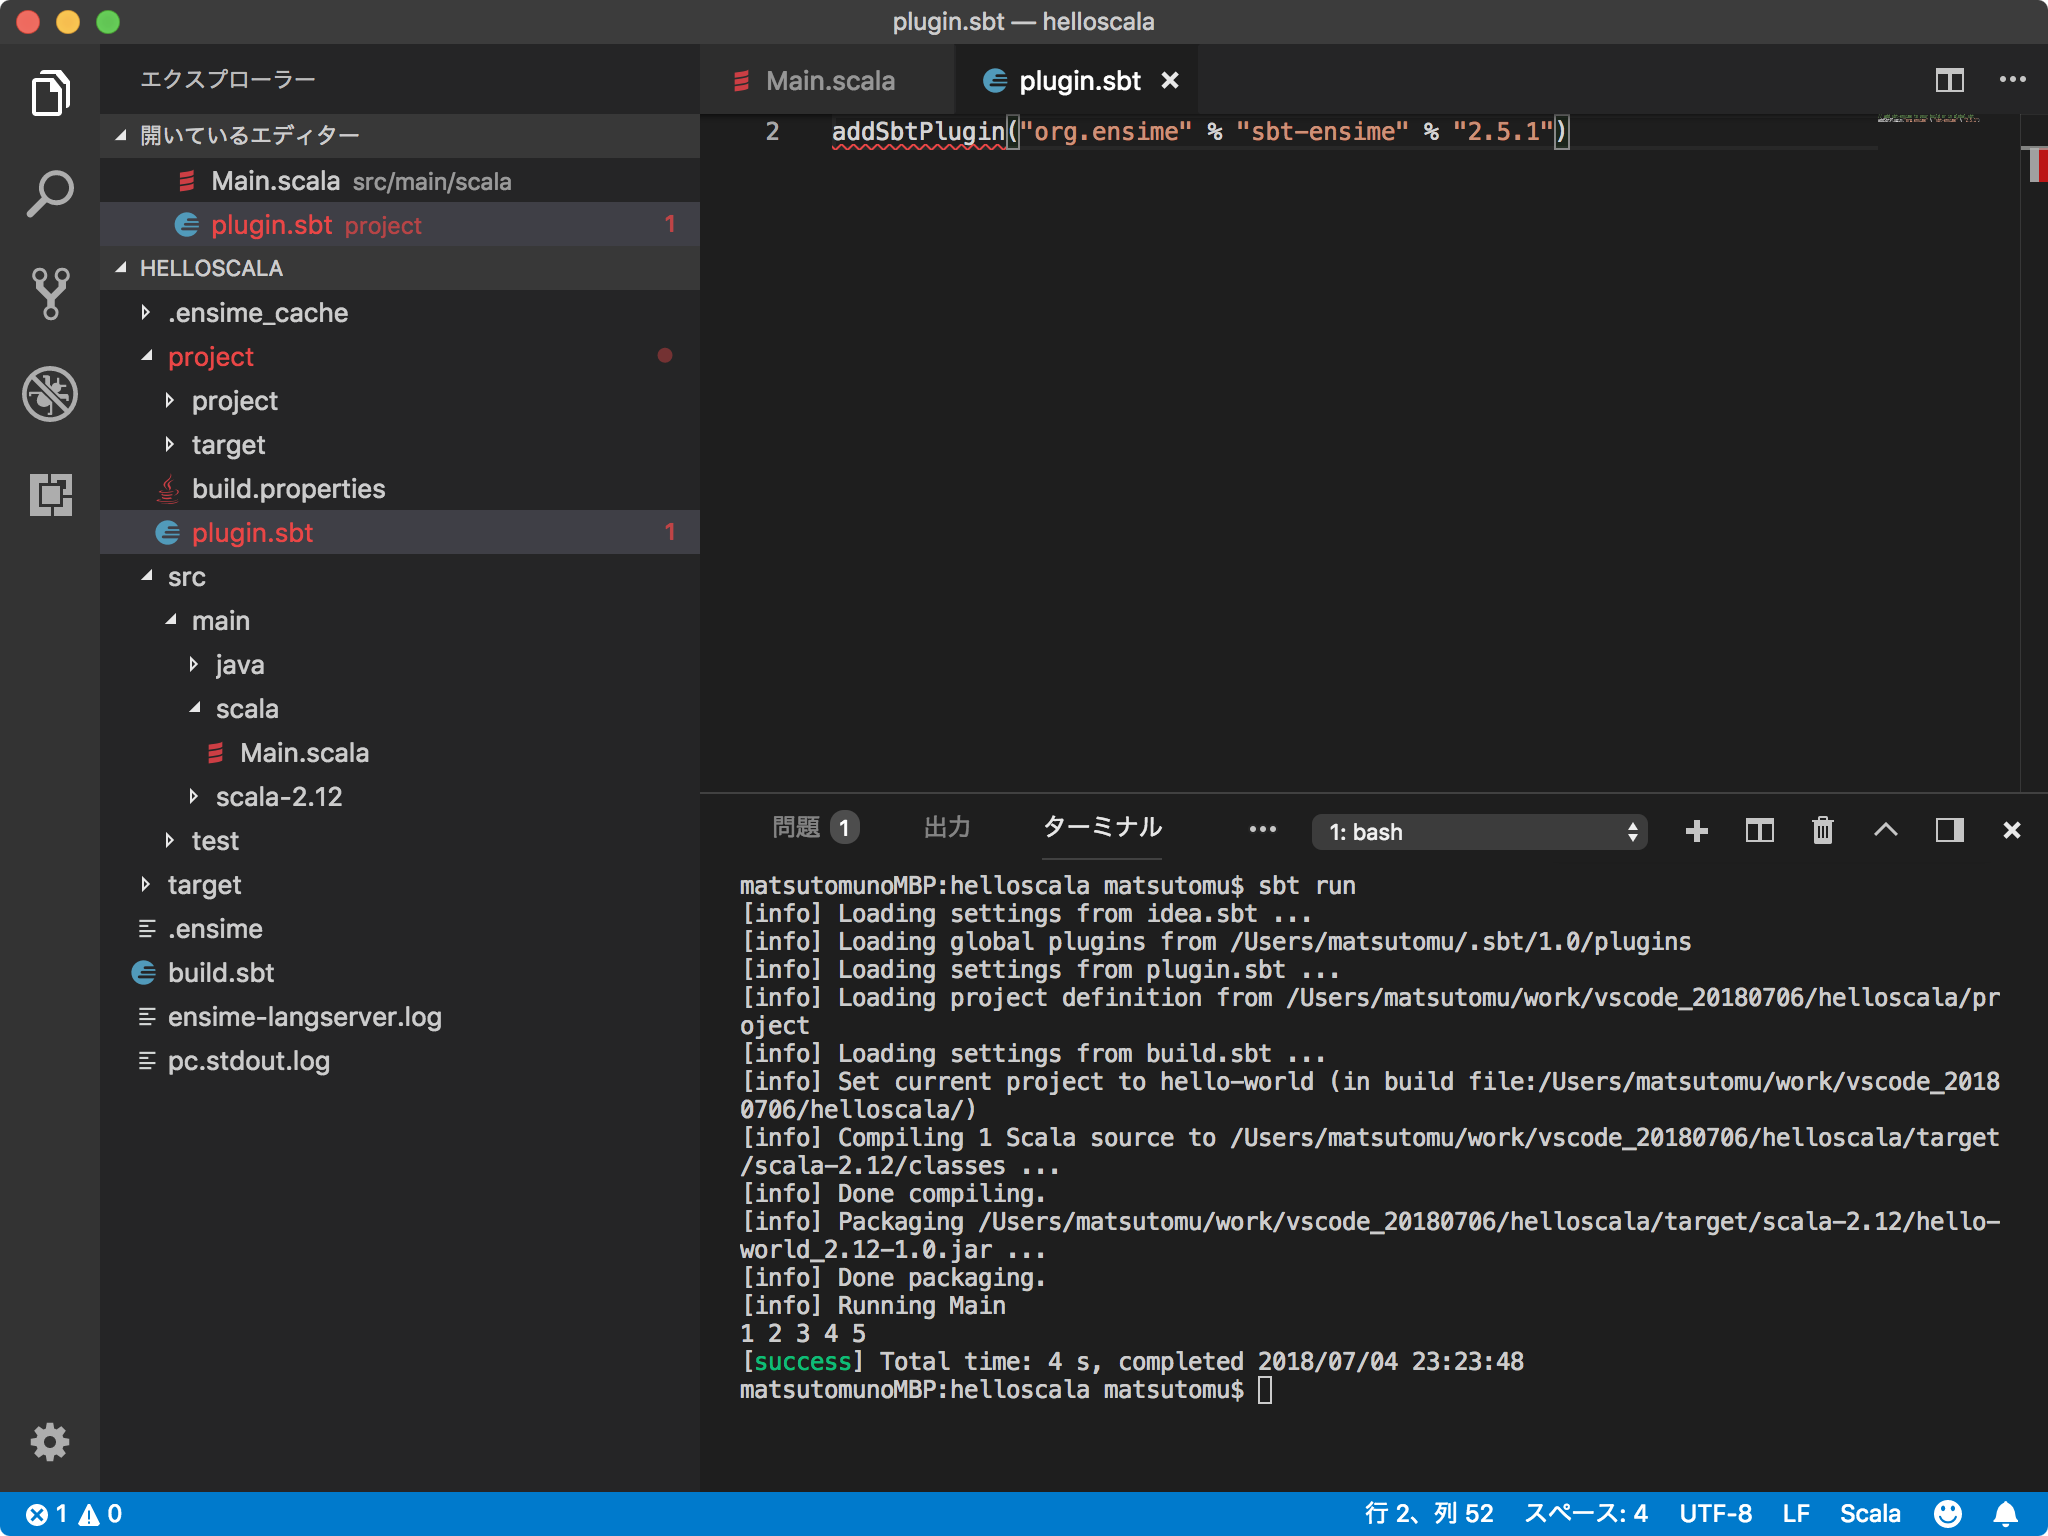 plugin.sbt — helloscala
エクスプローラー
開いているエディター
Main.scala src/main/scala
plugin.sbt project 1
HELLOSCALA
.ensime_cache
project
project
target
build.properties
plugin.sbt 1
src
main
java
scala
Main.scala
scala-2.12
test
target
.ensime
build.sbt
ensime-langserver.log
pc.stdout.log
Main.scala plugin.sbt
2 addSbtPlugin("org.ensime" % "sbt-ensime" % "2.5.1")
問題 1 出力 ターミナル 1: bash
matsutomunoMBP:helloscala matsutomu$ sbt run
[info] Loading settings from idea.sbt ...
[info] Loading global plugins from /Users/matsutomu/.sbt/1.0/plugins
[info] Loading settings from plugin.sbt ...
[info] Loading project definition from /Users/matsutomu/work/vscode_20180706/helloscala/pr
oject
[info] Loading settings from build.sbt ...
[info] Set current project to hello-world (in build file:/Users/matsutomu/work/vscode_2018
0706/helloscala/)
[info] Compiling 1 Scala source to /Users/matsutomu/work/vscode_20180706/helloscala/target
/scala-2.12/classes ...
[info] Done compiling.
[info] Packaging /Users/matsutomu/work/vscode_20180706/helloscala/target/scala-2.12/hello-
world_2.12-1.0.jar ...
[info] Done packaging.
[info] Running Main
1 2 3 4 5
[success] Total time: 4 s, completed 2018/07/04 23:23:48
matsutomunoMBP:helloscala matsutomu$
1 0 行 2、列 52 スペース: 4 UTF-8 LF Scala